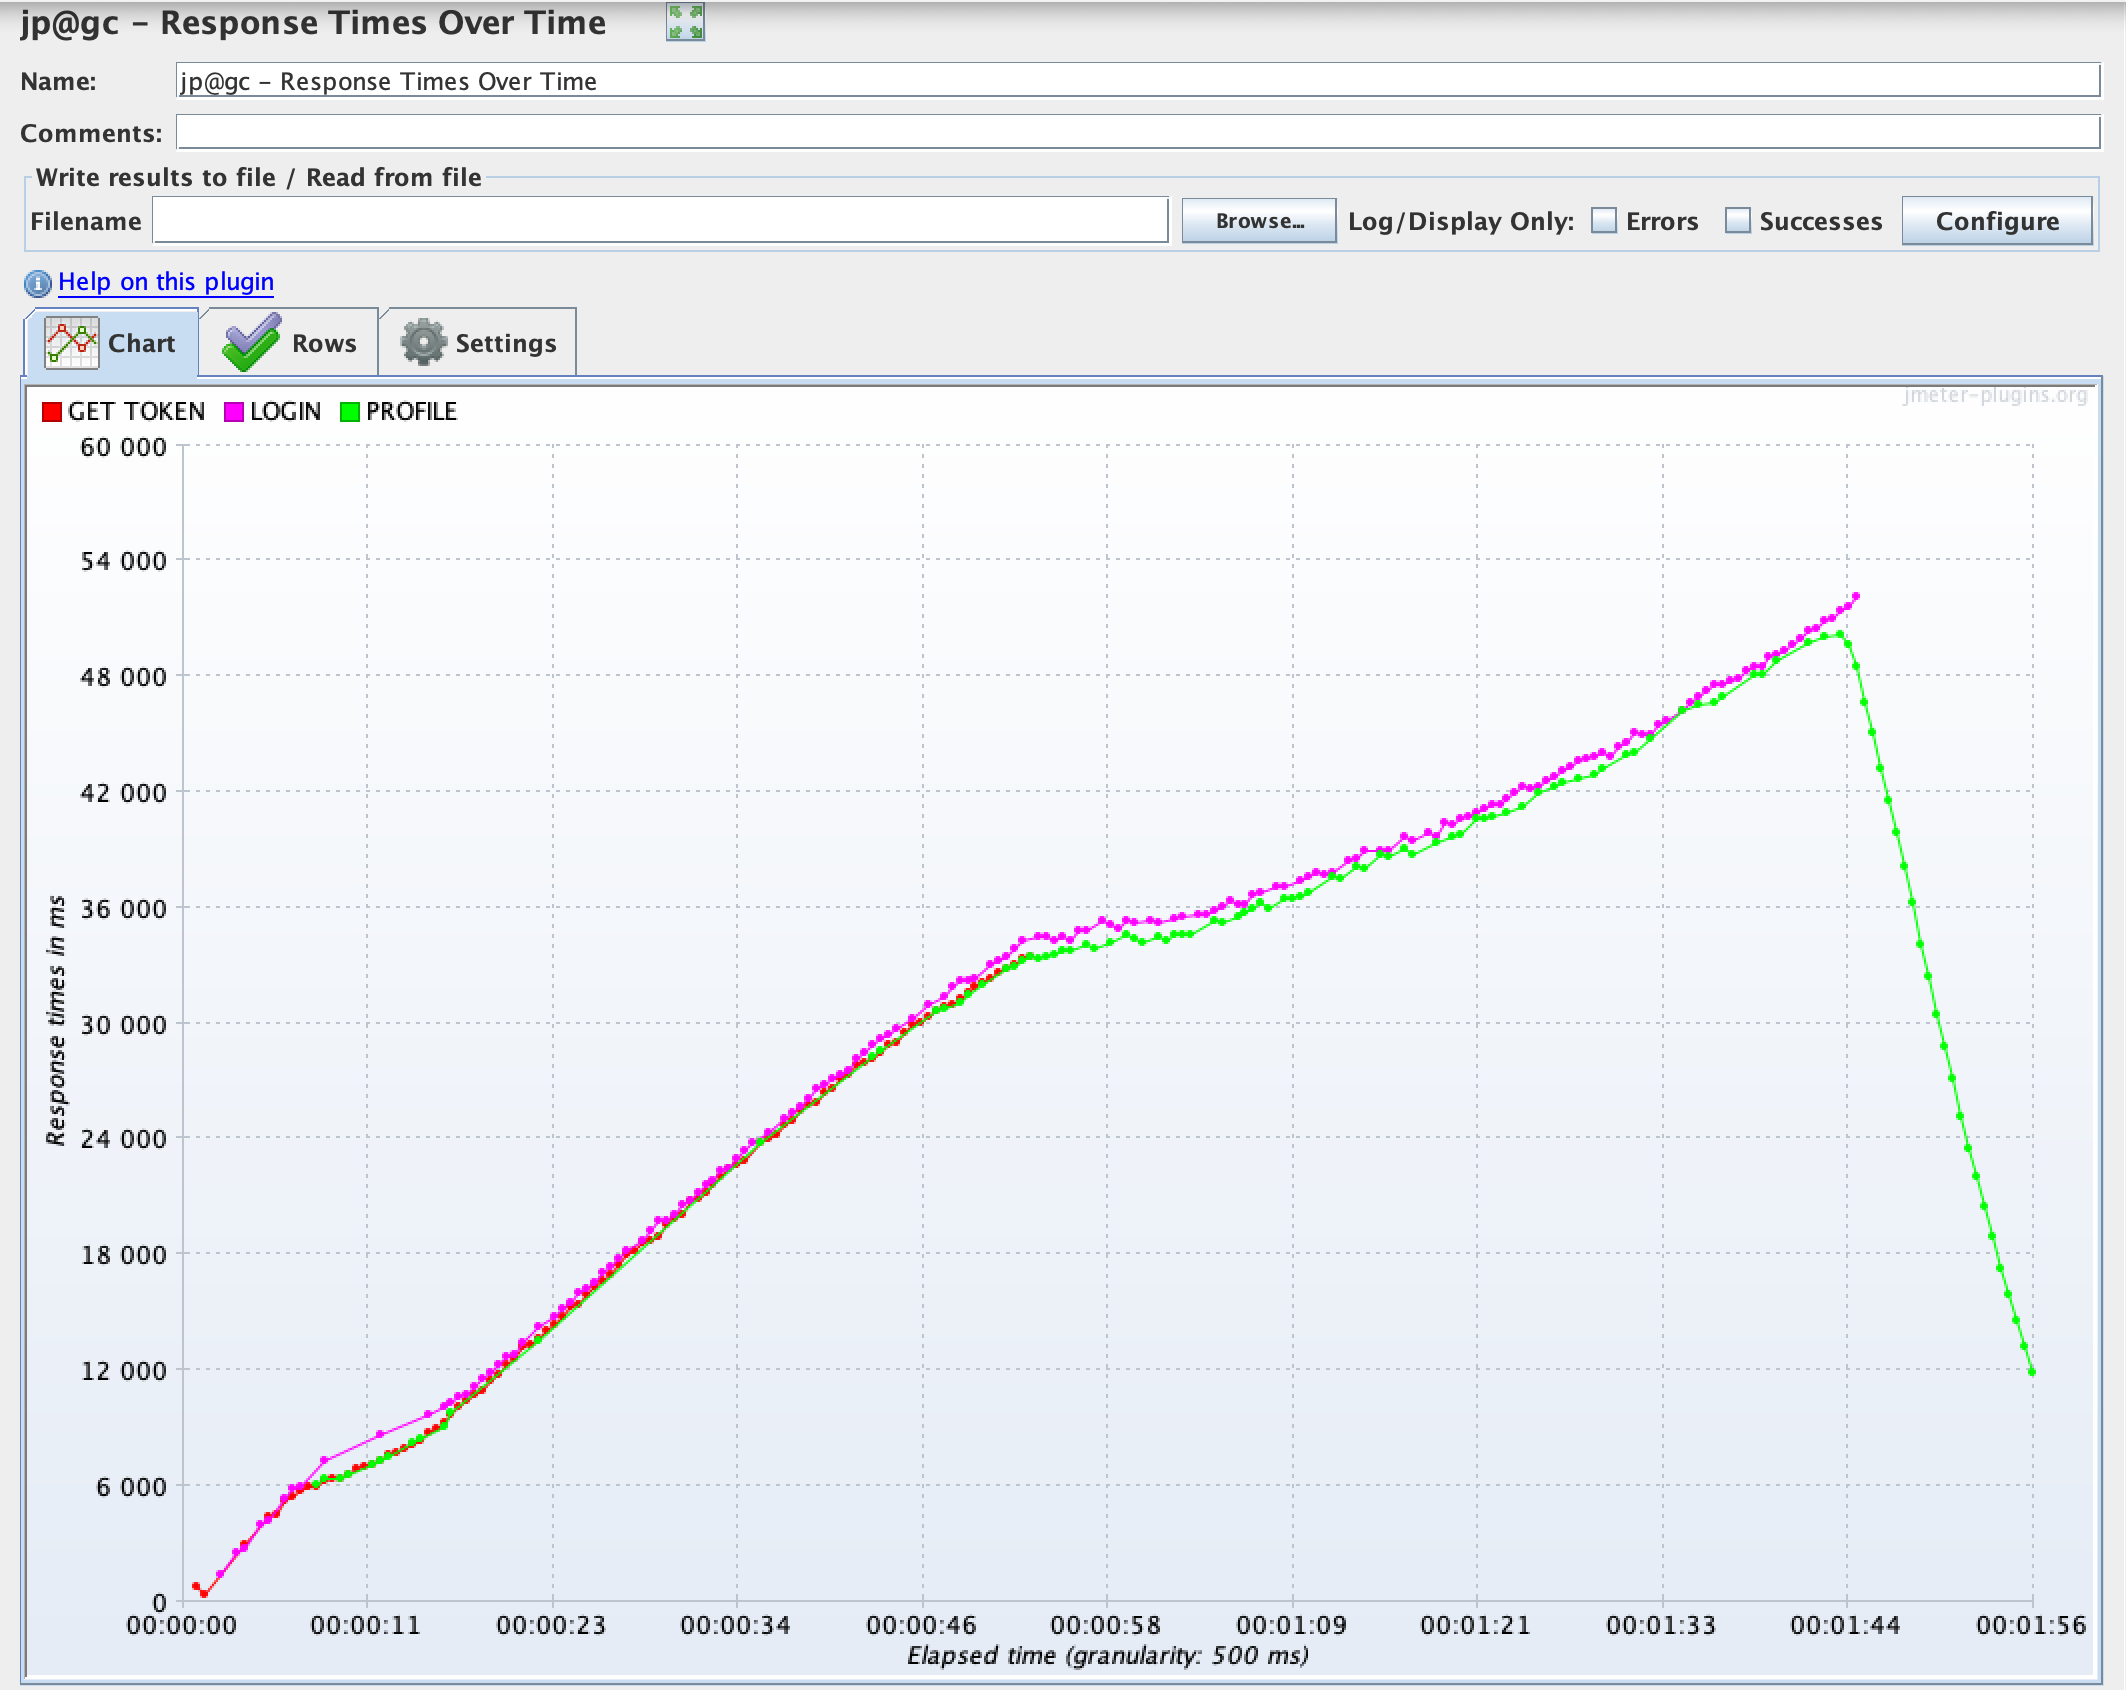 jp@gc – Response Times Over Time
Name: jp@gc – Response Times Over Time
Comments:
Write results to file / Read from file
Filename Browse... Log/Display Only: Errors Successes Configure
Help on this plugin
Chart Rows Settings
jmeter-plugins.org
GET TOKEN LOGIN PROFILE
60 000
54 000
48 000
42 000
36 000
30 000
24 000
18 000
12 000
6 000
0
Response times in ms
00:00:00 00:00:11 00:00:23 00:00:34 00:00:46 00:00:58 00:01:09 00:01:21 00:01:33 00:01:44 00:01:56
Elapsed time (granularity: 500 ms)